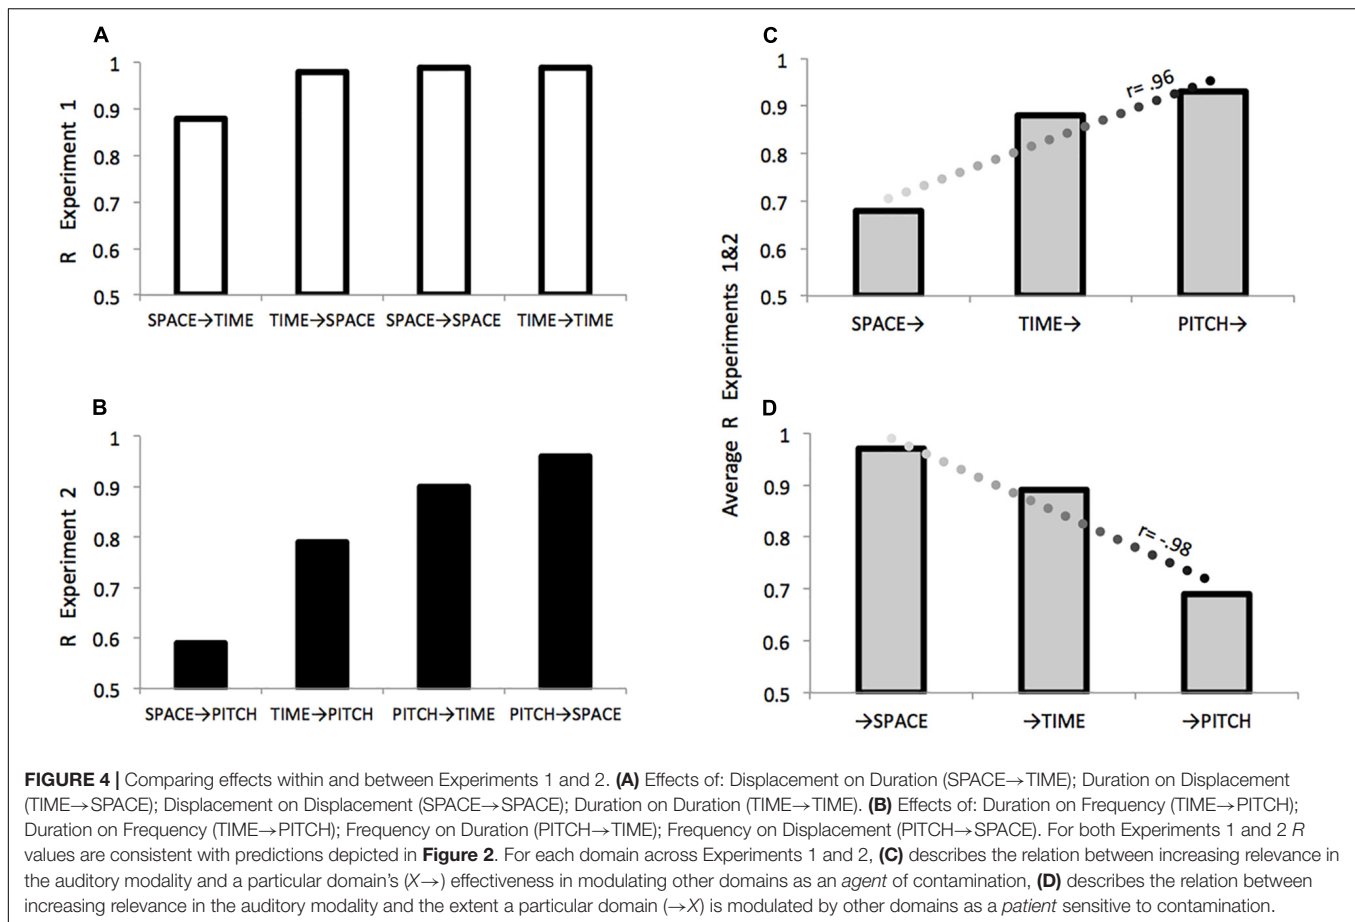 A
1
0.9
0.8
0.7
0.6
0.5
R Experiment 1
SPACE→TIME TIME→SPACE SPACE→SPACE TIME→TIME
B
1
0.9
0.8
0.7
0.6
0.5
R Experiment 2
SPACE→PITCH TIME→PITCH PITCH→TIME PITCH→SPACE
Average R Experiments 1&2
C
1
0.9
0.8
0.7
0.6
0.5
r= .96
SPACE→ TIME→ PITCH→
D
1
0.9
0.8
0.7
0.6
0.5
r= -.98
→SPACE →TIME →PITCH
FIGURE 4 | Comparing effects within and between Experiments 1 and 2. (A) Effects of: Displacement on Duration (SPACE→TIME); Duration on Displacement
(TIME→SPACE); Displacement on Displacement (SPACE→SPACE); Duration on Duration (TIME→TIME). (B) Effects of: Duration on Frequency (TIME→PITCH);
Duration on Frequency (TIME→PITCH); Frequency on Duration (PITCH→TIME); Frequency on Displacement (PITCH→SPACE). For both Experiments 1 and 2 R
values are consistent with predictions depicted in Figure 2. For each domain across Experiments 1 and 2, (C) describes the relation between increasing relevance in
the auditory modality and a particular domain's (X→) effectiveness in modulating other domains as an agent of contamination, (D) describes the relation between
increasing relevance in the auditory modality and the extent a particular domain (→X) is modulated by other domains as a patient sensitive to contamination.